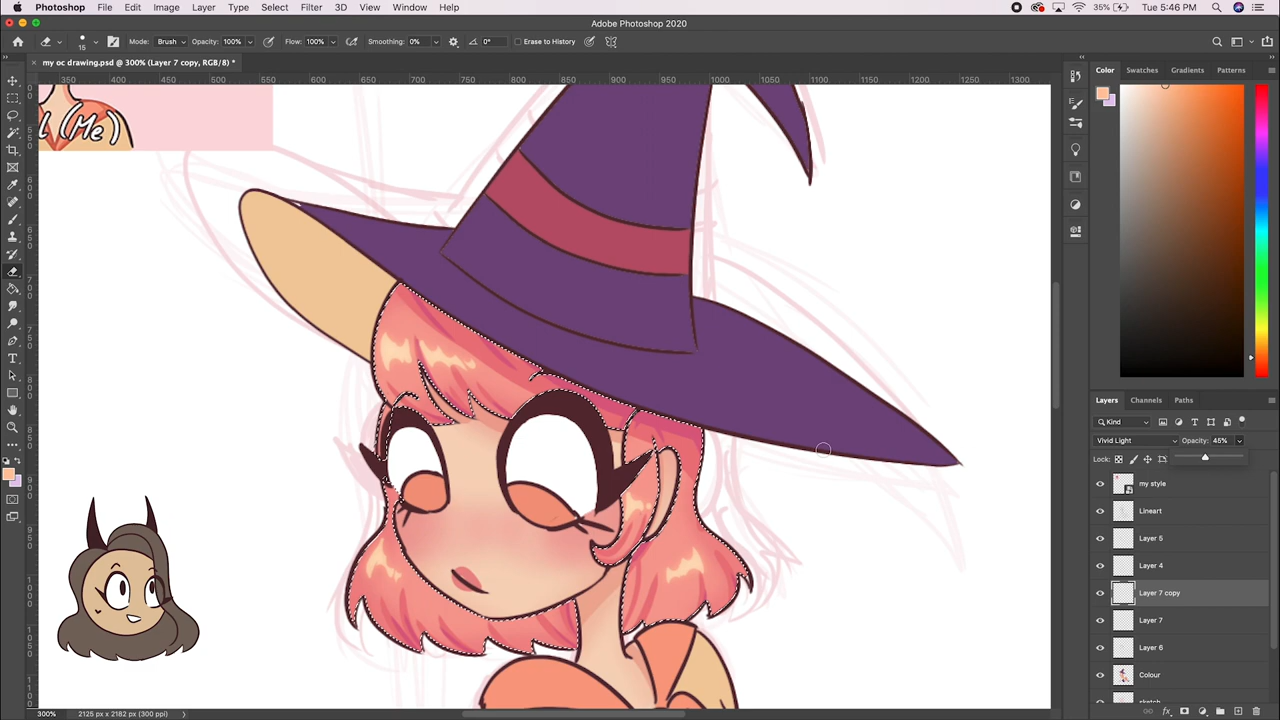 Photoshop File Edit Image Layer Type Select Filter 3D View Window Help 35% Tue 5:46 PM
Adobe Photoshop 2020
15 Mode: Brush Opacity: 100% Flow: 100% Smoothing: 0% 0° Erase to History
my oc drawing.psd @ 300% (Layer 7 copy, RGB/8) *
350 400 450 500 550 600 650 700 750 800 850 900 950 1000 1050 1100 1150 1200 1250 1300
(Me)
Color Swatches Gradients Patterns
Layers Channels Paths
Kind
Vivid Light Opacity: 45%
Lock:
my style
Lineart
Layer 5
Layer 4
Layer 7 copy
Layer 7
Layer 6
Colour
sketch
300% 2125 px x 2182 px (300 ppi)